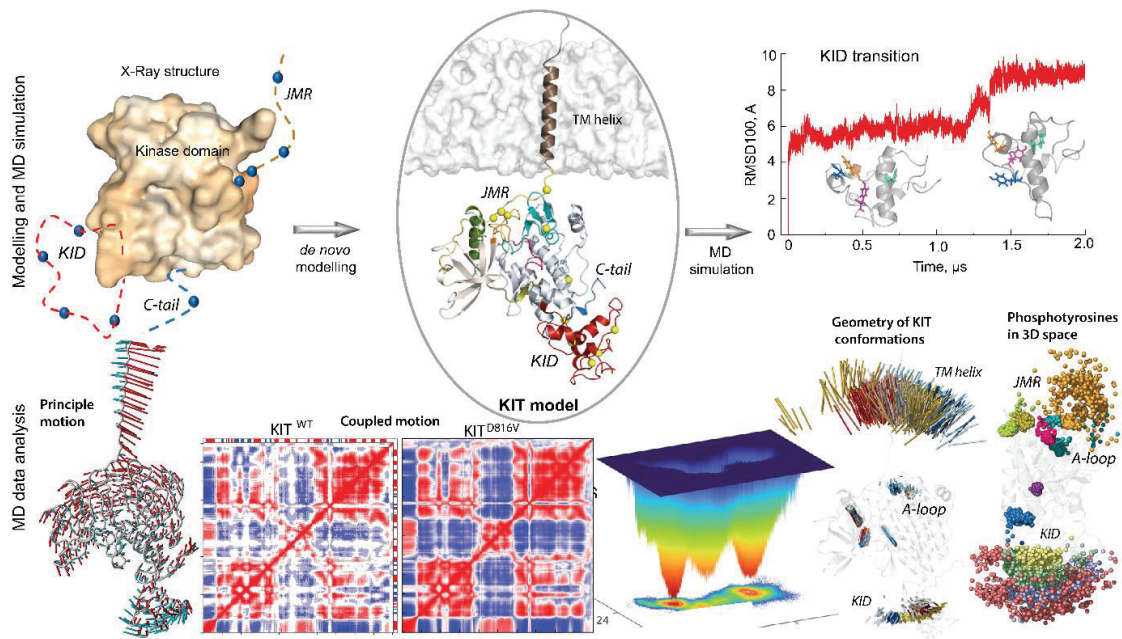 Modelling and MD simulation
X-Ray structure
JMR
Kinase domain
KID
C-tail
de novo
modelling
TM helix
JMR
C-tail
KID
KIT model
MD
simulation
KID transition
RMSD100, A
10
8
6
4
2
0
0
0.5
1.0
1.5
2.0
Time, µs
MD data analysis
Principle
motion
Coupled motion
KIT WT
KIT D816V
24
Geometry of KIT
conformations
TM helix
A-loop
KID
Phosphotyrosines
in 3D space
JMR
A-loop
KID